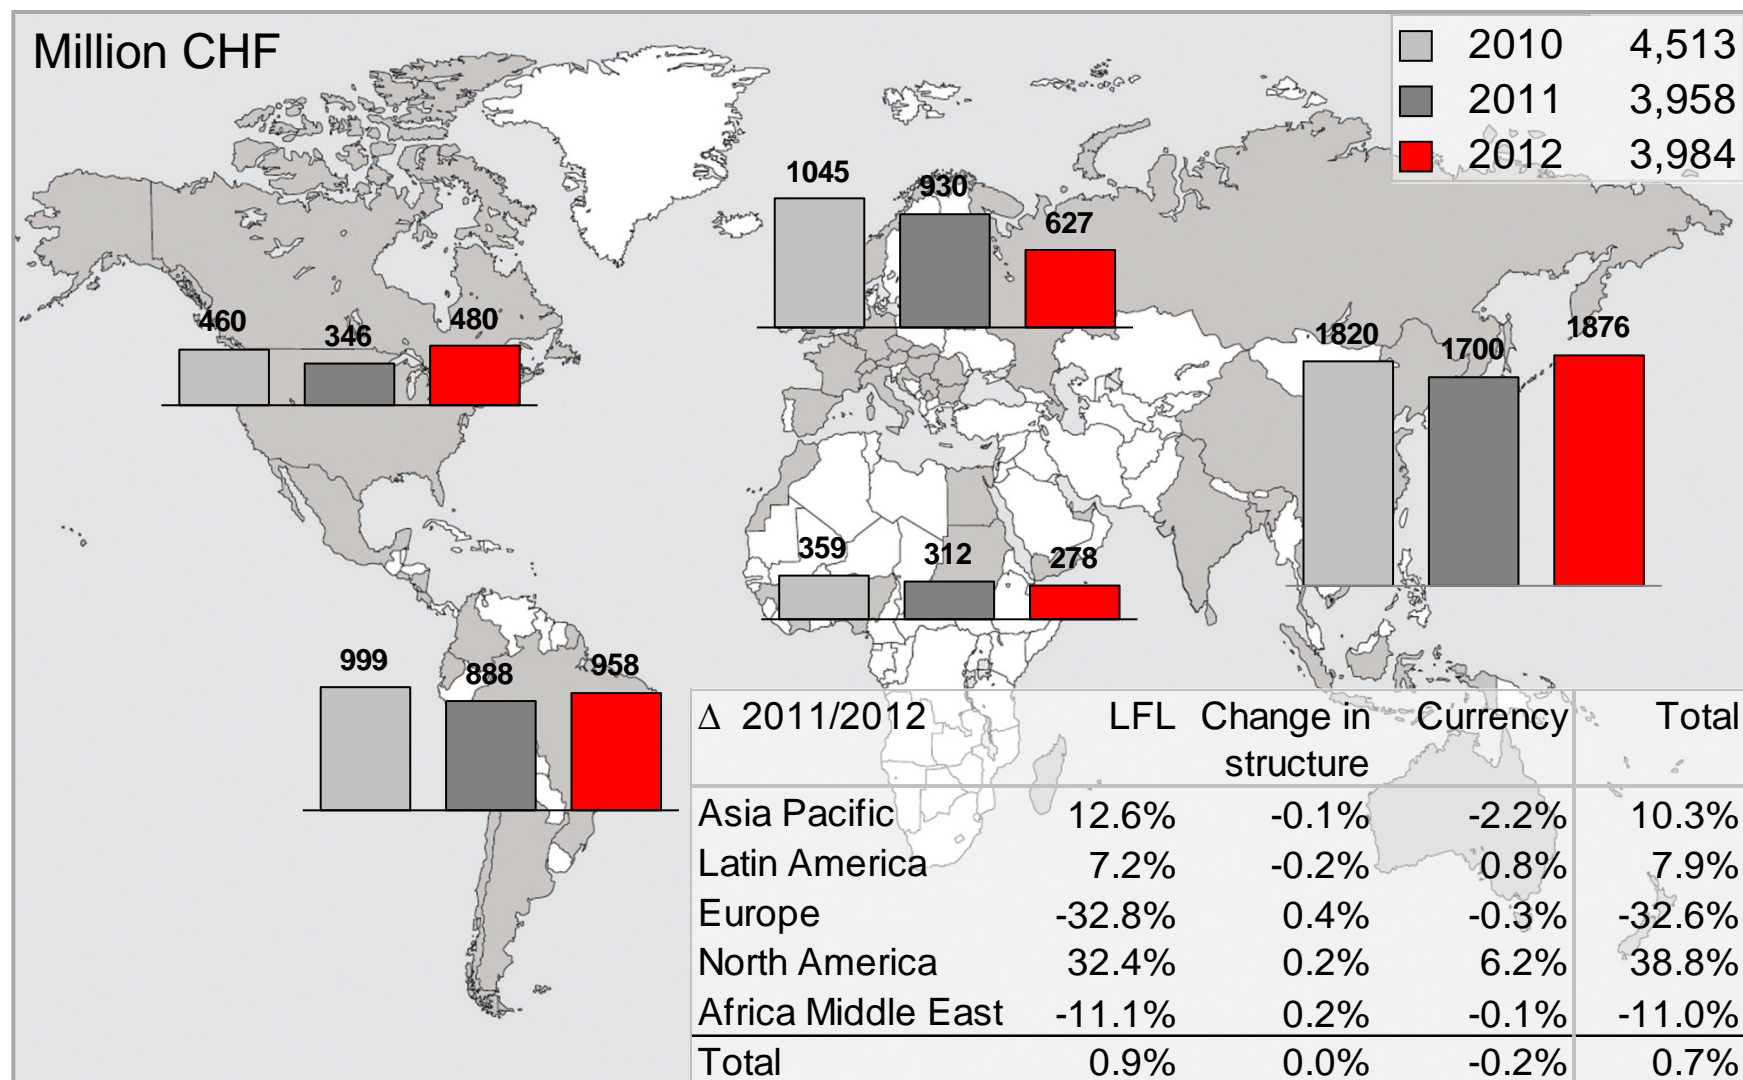 Million CHF
2010 4,513
2011 3,958
2012 3,984
1045 930 627
460 346 480
1820 1700 1876
359 312 278
999 888 958
Δ 2011/2012 LFL Change in structure Currency Total
Asia Pacific 12.6% -0.1% -2.2% 10.3%
Latin America 7.2% -0.2% 0.8% 7.9%
Europe -32.8% 0.4% -0.3% -32.6%
North America 32.4% 0.2% 6.2% 38.8%
Africa Middle East -11.1% 0.2% -0.1% -11.0%
Total 0.9% 0.0% -0.2% 0.7%